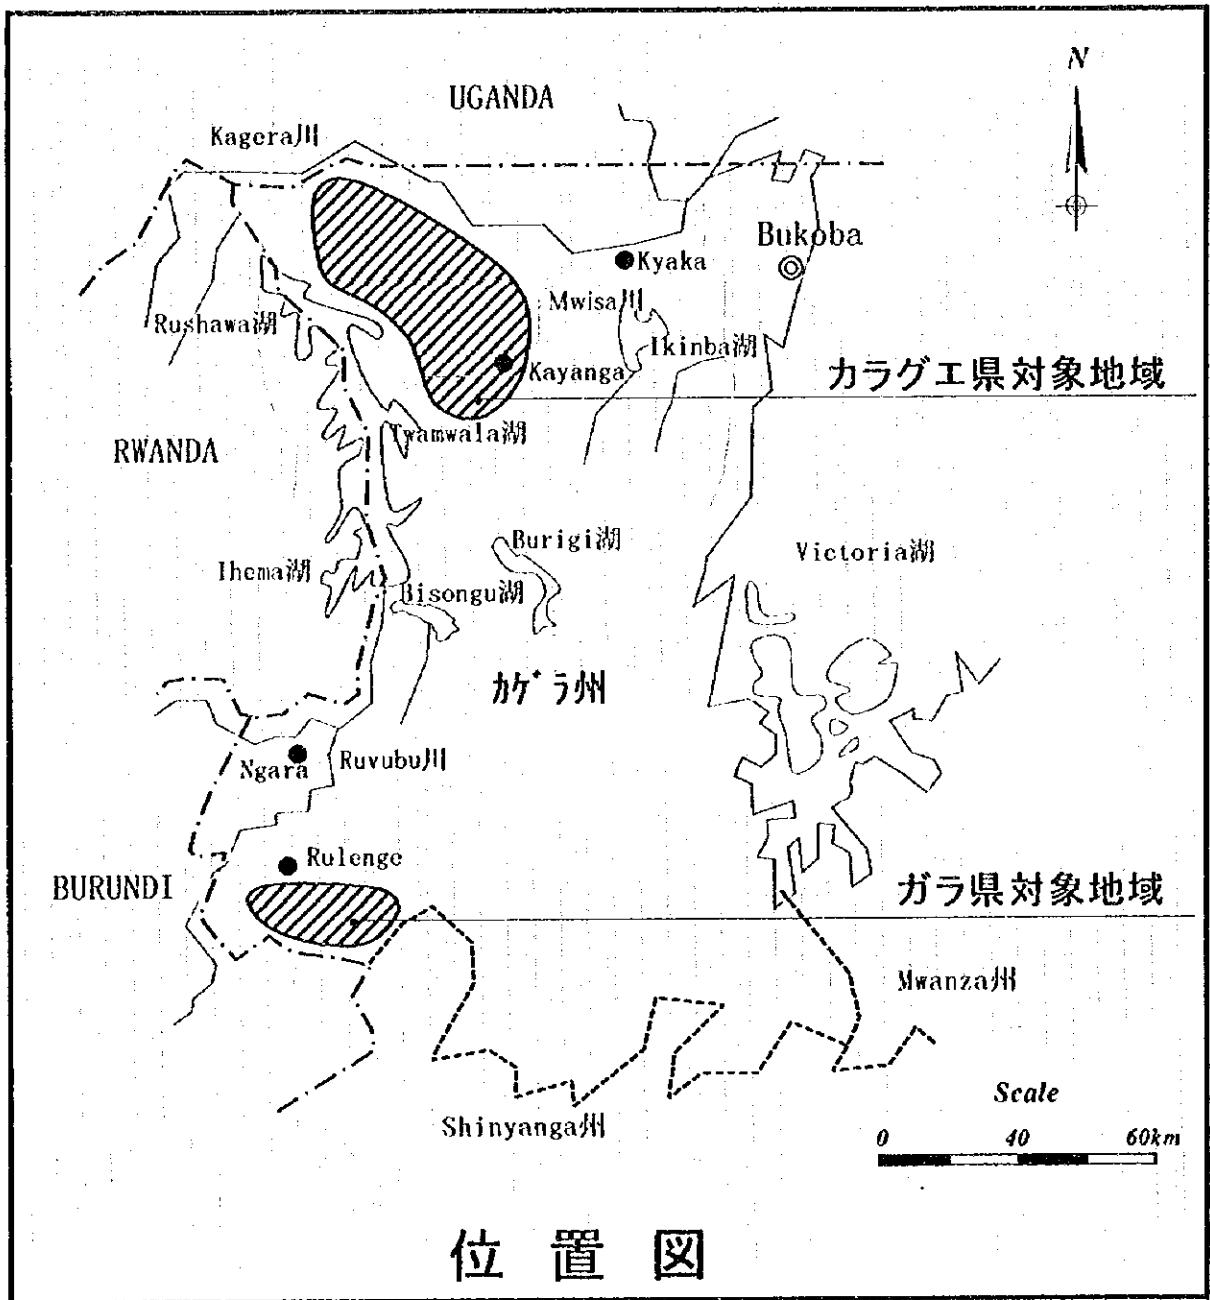 N
UGANDA
Kagera川
Bukoba
Kyaka
Mwisa川
Rushawa湖
Ikinba湖
Kayanga
カラグエ県対象地域
Iwamwala湖
RWANDA
Burigi湖
Victoria湖
Ihema湖
Bisongu湖
カゲラ州
Ngara
Ruvubu川
Rulenge
BURUNDI
ガラ県対象地域
Mwanza州
Scale
Shinyanga州
0 40 60km
位置図